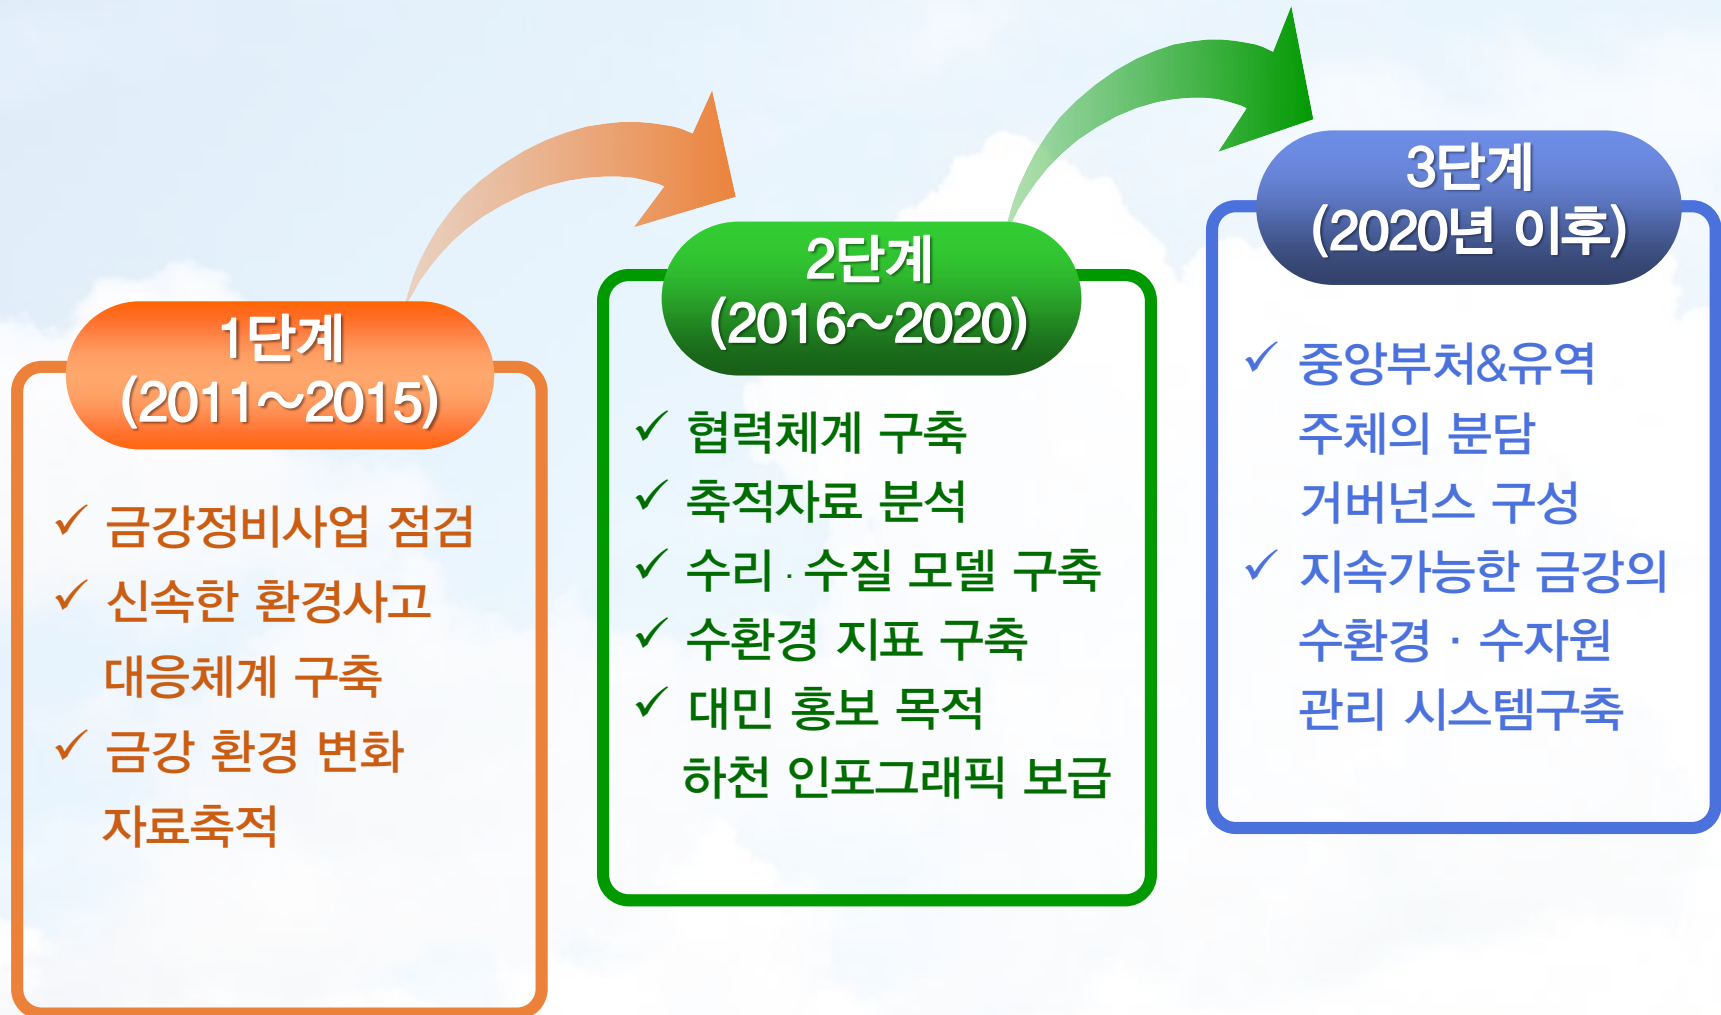 1단계
(2011~2015)
✓ 금강정비사업 점검
✓ 신속한 환경사고
대응체계 구축
✓ 금강 환경 변화
자료축적
2단계
(2016~2020)
✓ 협력체계 구축
✓ 축적자료 분석
✓ 수리 · 수질 모델 구축
✓ 수환경 지표 구축
✓ 대민 홍보 목적
하천 인포그래픽 보급
3단계
(2020년 이후)
✓ 중앙부처&유역
주체의 분담
거버넌스 구성
✓ 지속가능한 금강의
수환경 · 수자원
관리 시스템구축